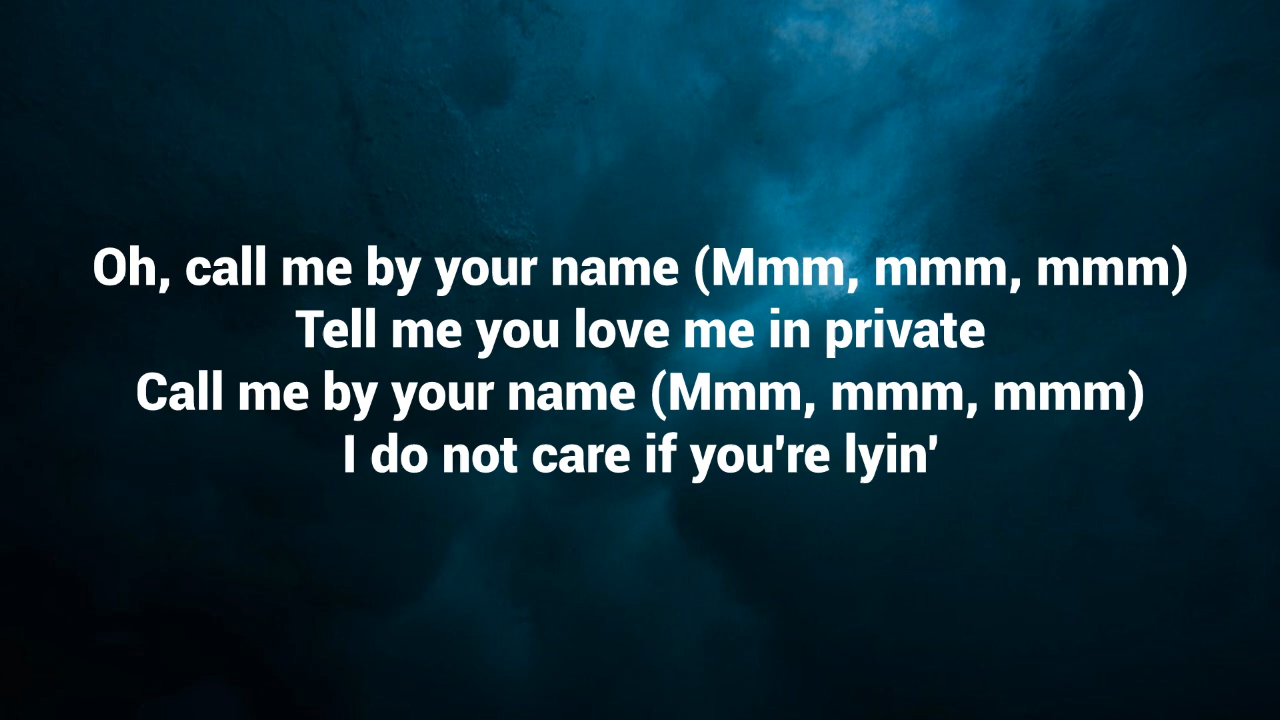 Oh, call me by your name (Mmm, mmm, mmm)
Tell me you love me in private
Call me by your name (Mmm, mmm, mmm)
I do not care if you're lyin'